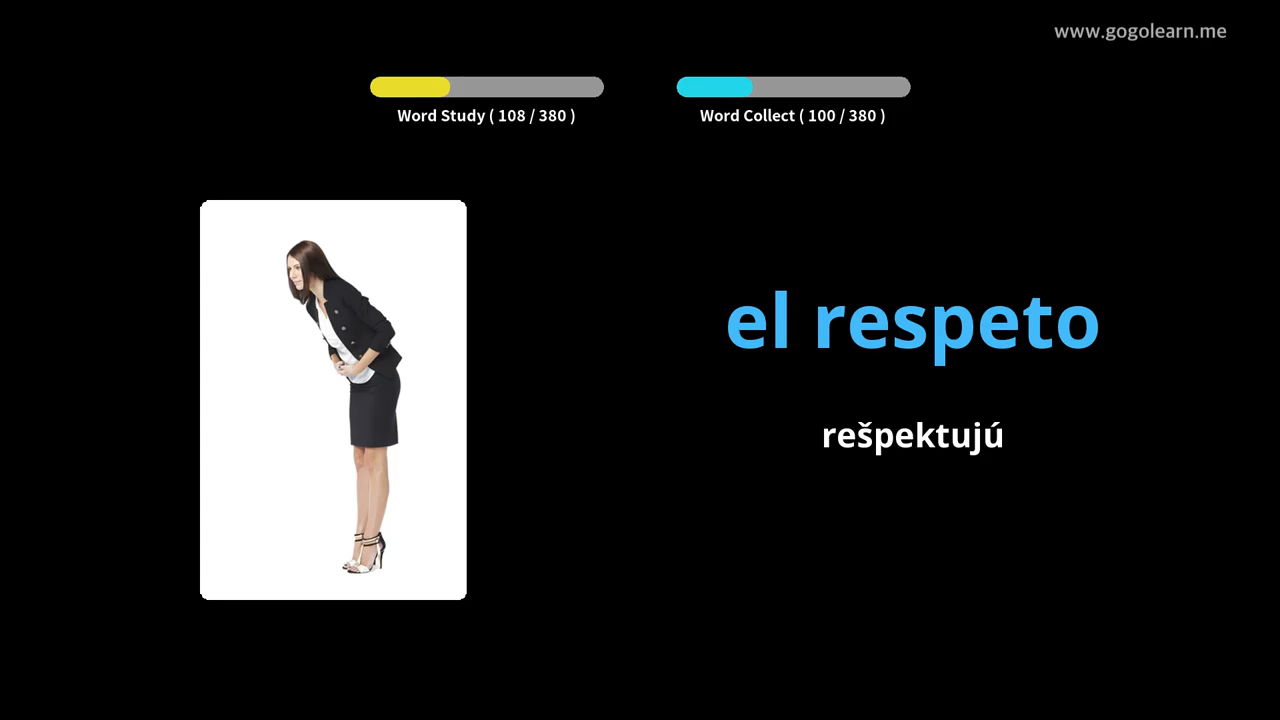 www.gogolearn.me
Word Study ( 108 / 380 )
Word Collect ( 100 / 380 )
el respeto
rešpektujú